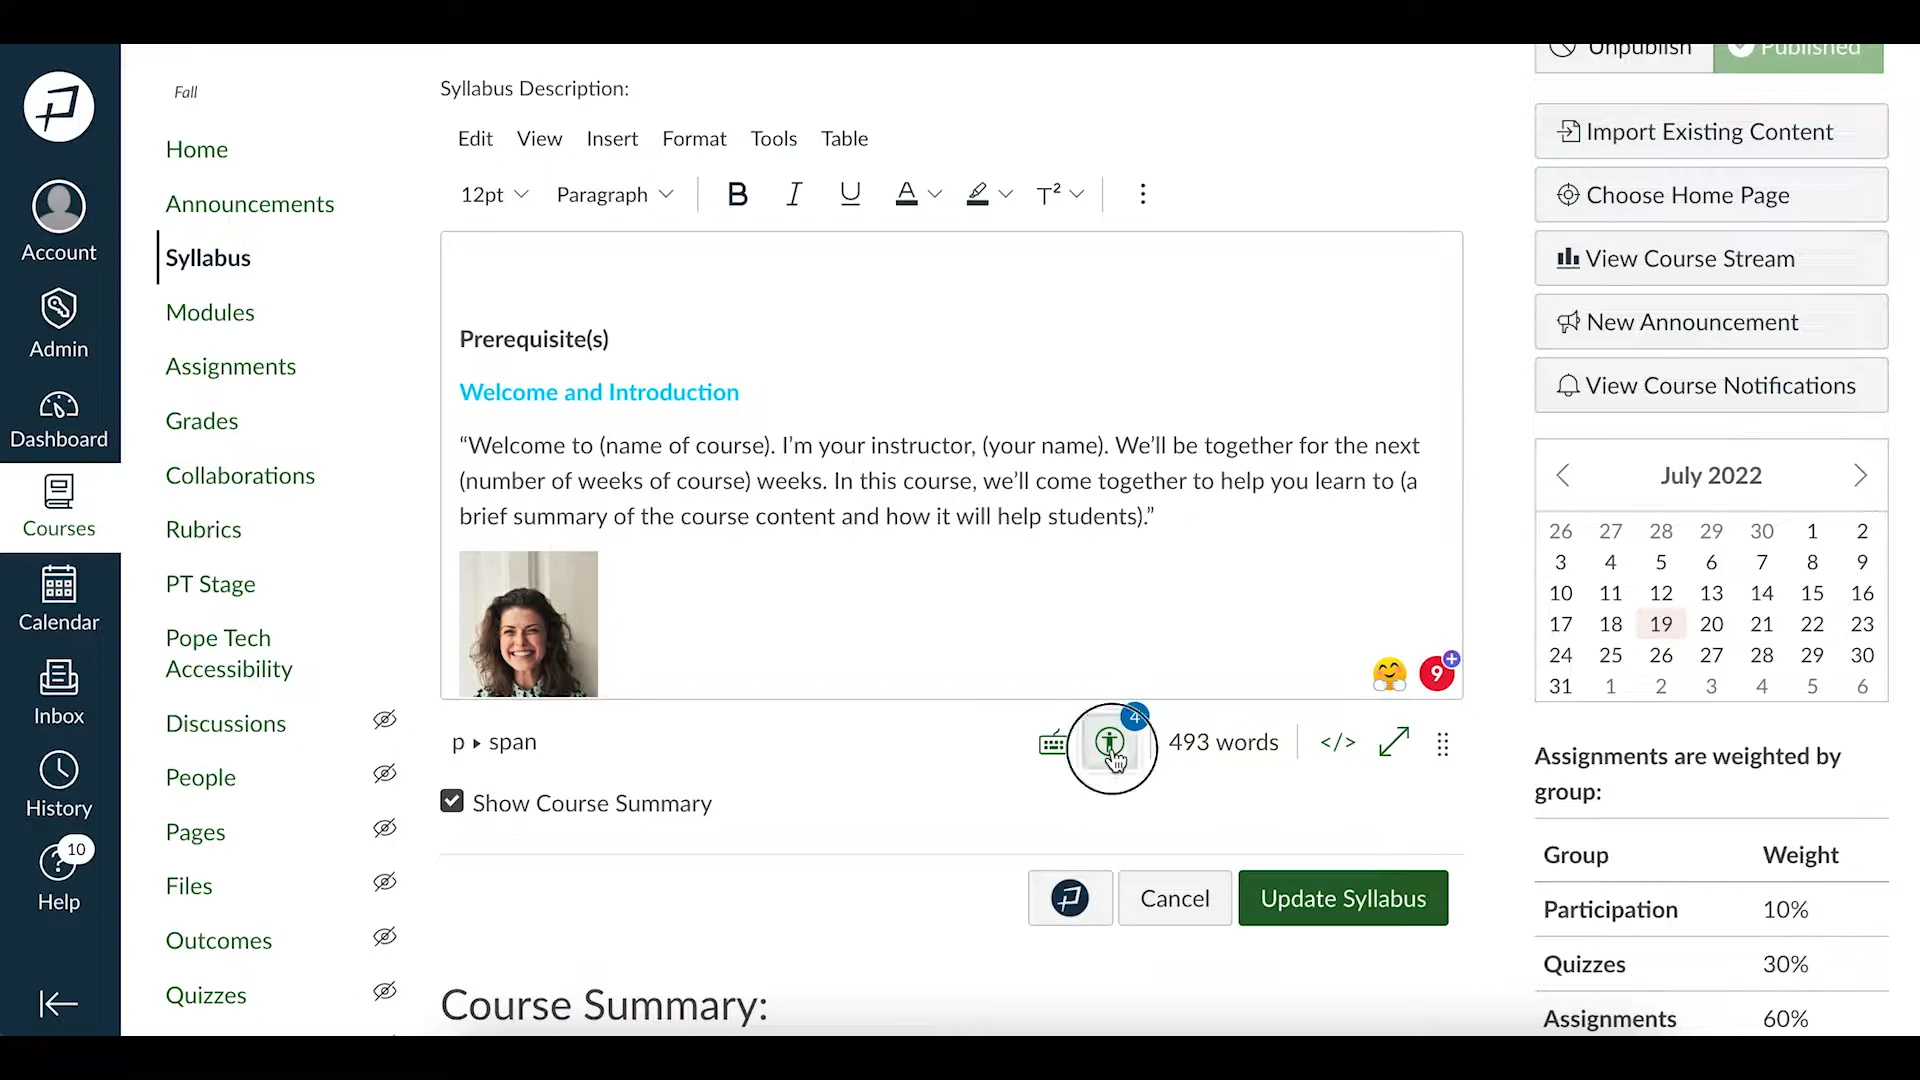 Account
Admin
Dashboard
Courses
Calendar
Inbox
History
10
Help
Fall
Home
Announcements
Syllabus
Modules
Assignments
Grades
Collaborations
Rubrics
PT Stage
Pope Tech
Accessibility
Discussions
People
Pages
Files
Outcomes
Quizzes
Syllabus Description:
Edit View Insert Format Tools Table
12pt Paragraph B I U A T²
Prerequisite(s)
Welcome and Introduction
“Welcome to (name of course). I’m your instructor, (your name). We’ll be together for the next
(number of weeks of course) weeks. In this course, we’ll come together to help you learn to (a
brief summary of the course content and how it will help students).”
9
4
p ▸ span 493 words </>
Show Course Summary
Cancel Update Syllabus
Course Summary:
Unpublish Published
Import Existing Content
Choose Home Page
View Course Stream
New Announcement
View Course Notifications
July 2022
26 27 28 29 30 1 2
3 4 5 6 7 8 9
10 11 12 13 14 15 16
17 18 19 20 21 22 23
24 25 26 27 28 29 30
31 1 2 3 4 5 6
Assignments are weighted by
group:
Group Weight
Participation 10%
Quizzes 30%
Assignments 60%